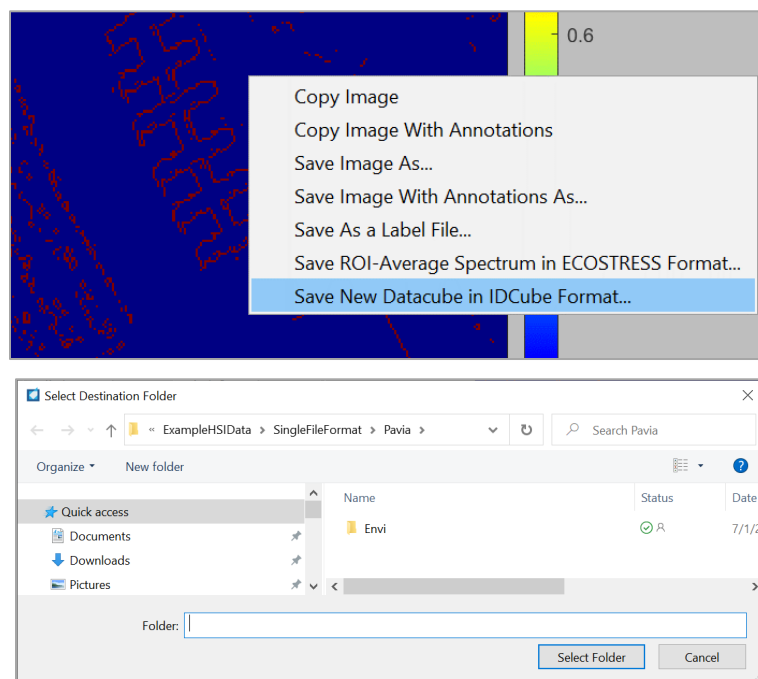 0.6
Copy Image
Copy Image With Annotations
Save Image As...
Save Image With Annotations As...
Save As a Label File...
Save ROI-Average Spectrum in ECOSTRESS Format...
Save New Datacube in IDCube Format...
Select Destination Folder
« ExampleHSIData > SingleFileFormat > Pavia >
Search Pavia
Organize
New folder
Name
Status
Date
Quick access
Documents
Envi
7/1/2
Downloads
Pictures
Folder:
Select Folder
Cancel